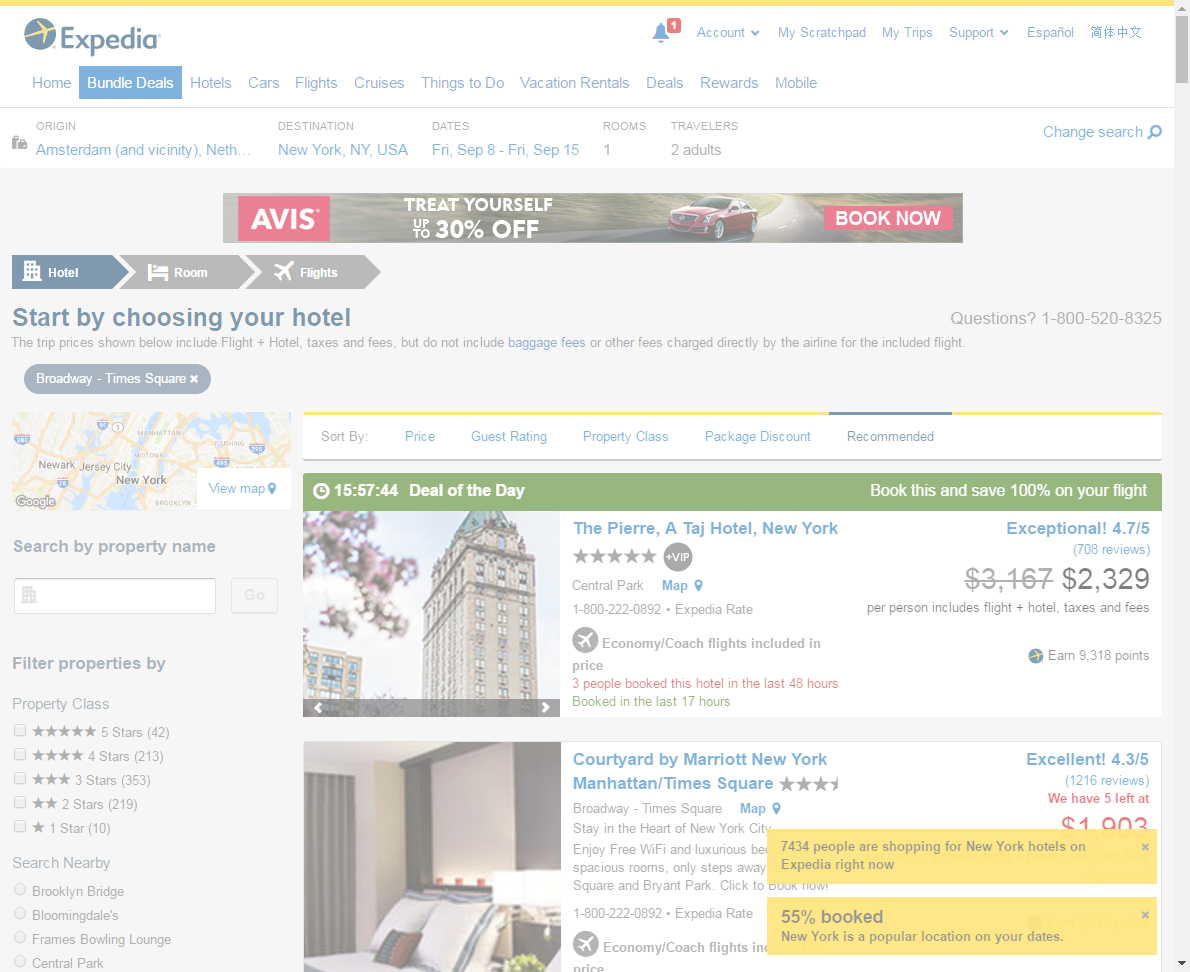 Expedia
1
Account
My Scratchpad
My Trips
Support
Español
简体中文
Home
Bundle Deals
Hotels
Cars
Flights
Cruises
Things to Do
Vacation Rentals
Deals
Rewards
Mobile
ORIGIN
Amsterdam (and vicinity), Neth...
DESTINATION
New York, NY, USA
DATES
Fri, Sep 8 - Fri, Sep 15
ROOMS
1
TRAVELERS
2 adults
Change search
AVIS
TREAT YOURSELF
UP TO 30% OFF
BOOK NOW
Hotel
Room
Flights
Start by choosing your hotel
Questions? 1-800-520-8325
The trip prices shown below include Flight + Hotel, taxes and fees, but do not include baggage fees or other fees charged directly by the airline for the included flight.
Broadway - Times Square ×
MANHATTAN
FLUSHING
MIDTOWN
Newark
Jersey City
New York
BROOKLYN
Google
View map
Search by property name
Go
Filter properties by
Property Class
5 Stars (42)
4 Stars (213)
3 Stars (353)
2 Stars (219)
1 Star (10)
Search Nearby
Brooklyn Bridge
Bloomingdale's
Frames Bowling Lounge
Central Park
Sort By:
Price
Guest Rating
Property Class
Package Discount
Recommended
15:57:44 Deal of the Day
Book this and save 100% on your flight
The Pierre, A Taj Hotel, New York
+VIP
Central Park Map
1-800-222-0892 • Expedia Rate
Economy/Coach flights included in
price
3 people booked this hotel in the last 48 hours
Booked in the last 17 hours
Exceptional! 4.7/5
(708 reviews)
$3,167 $2,329
per person includes flight + hotel, taxes and fees
Earn 9,318 points
Courtyard by Marriott New York
Manhattan/Times Square
Broadway - Times Square Map
Stay in the Heart of New York City
Enjoy Free WiFi and luxurious
spacious rooms, only steps away
Square and Bryant Park. Click to Book now!
1-800-222-0892 • Expedia Rate
Economy/Coach flights
price
Excellent! 4.3/5
(1216 reviews)
We have 5 left at
$1,903
7434 people are shopping for New York hotels on
Expedia right now
×
55% booked
New York is a popular location on your dates.
×